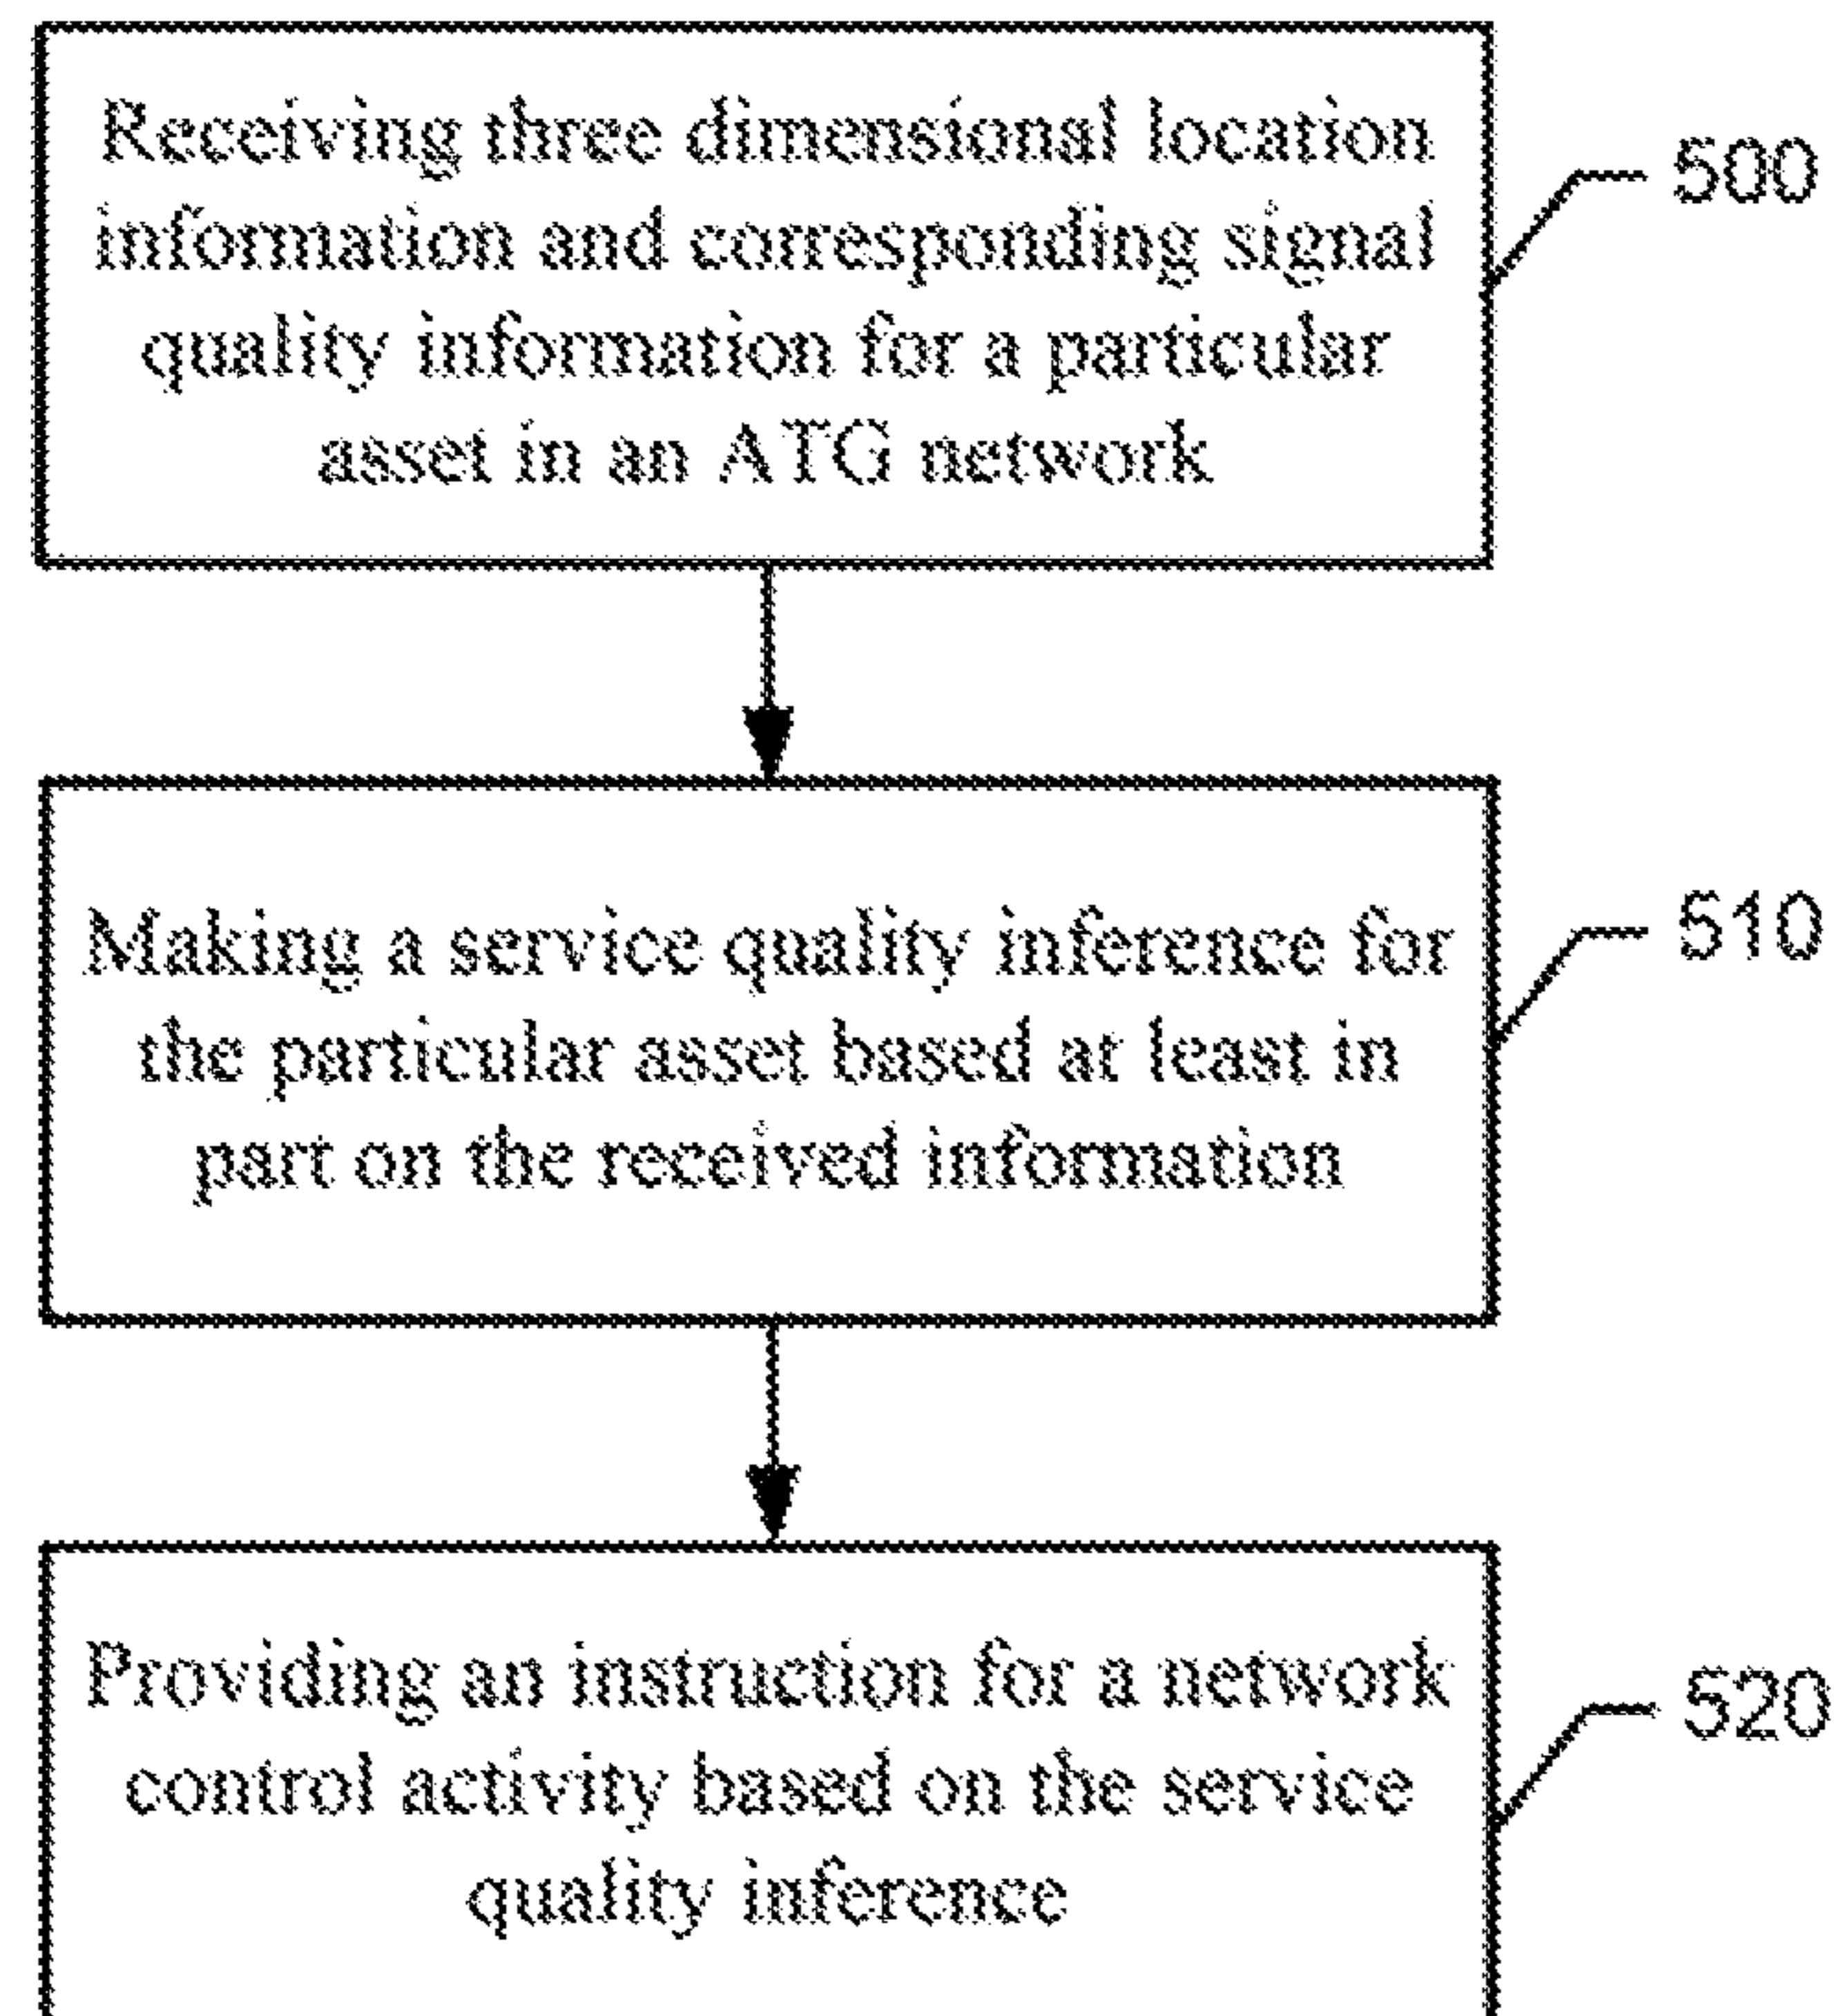 Receiving three dimensional location
information and corresponding signal
quality information for a particular
asset in an ATG network
500
Making a service quality inference for
the particular asset based at least in
part on the received information
510
Providing an instruction for a network
control activity based on the service
quality inference
520